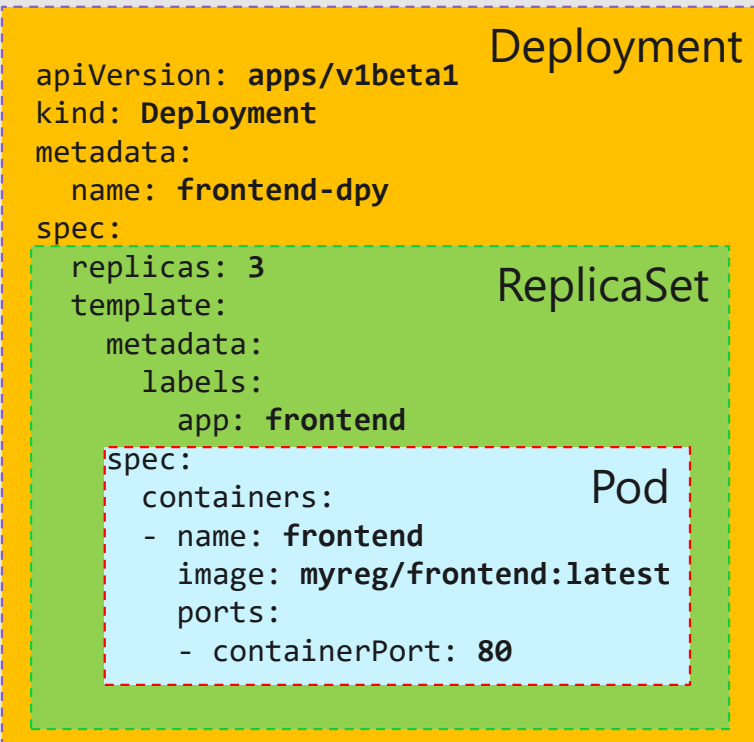 Deployment
apiVersion: apps/v1beta1
kind: Deployment
metadata:
  name: frontend-dpy
spec:
  replicas: 3
ReplicaSet
  template:
    metadata:
      labels:
        app: frontend
    spec:
Pod
      containers:
      - name: frontend
        image: myreg/frontend:latest
        ports:
        - containerPort: 80